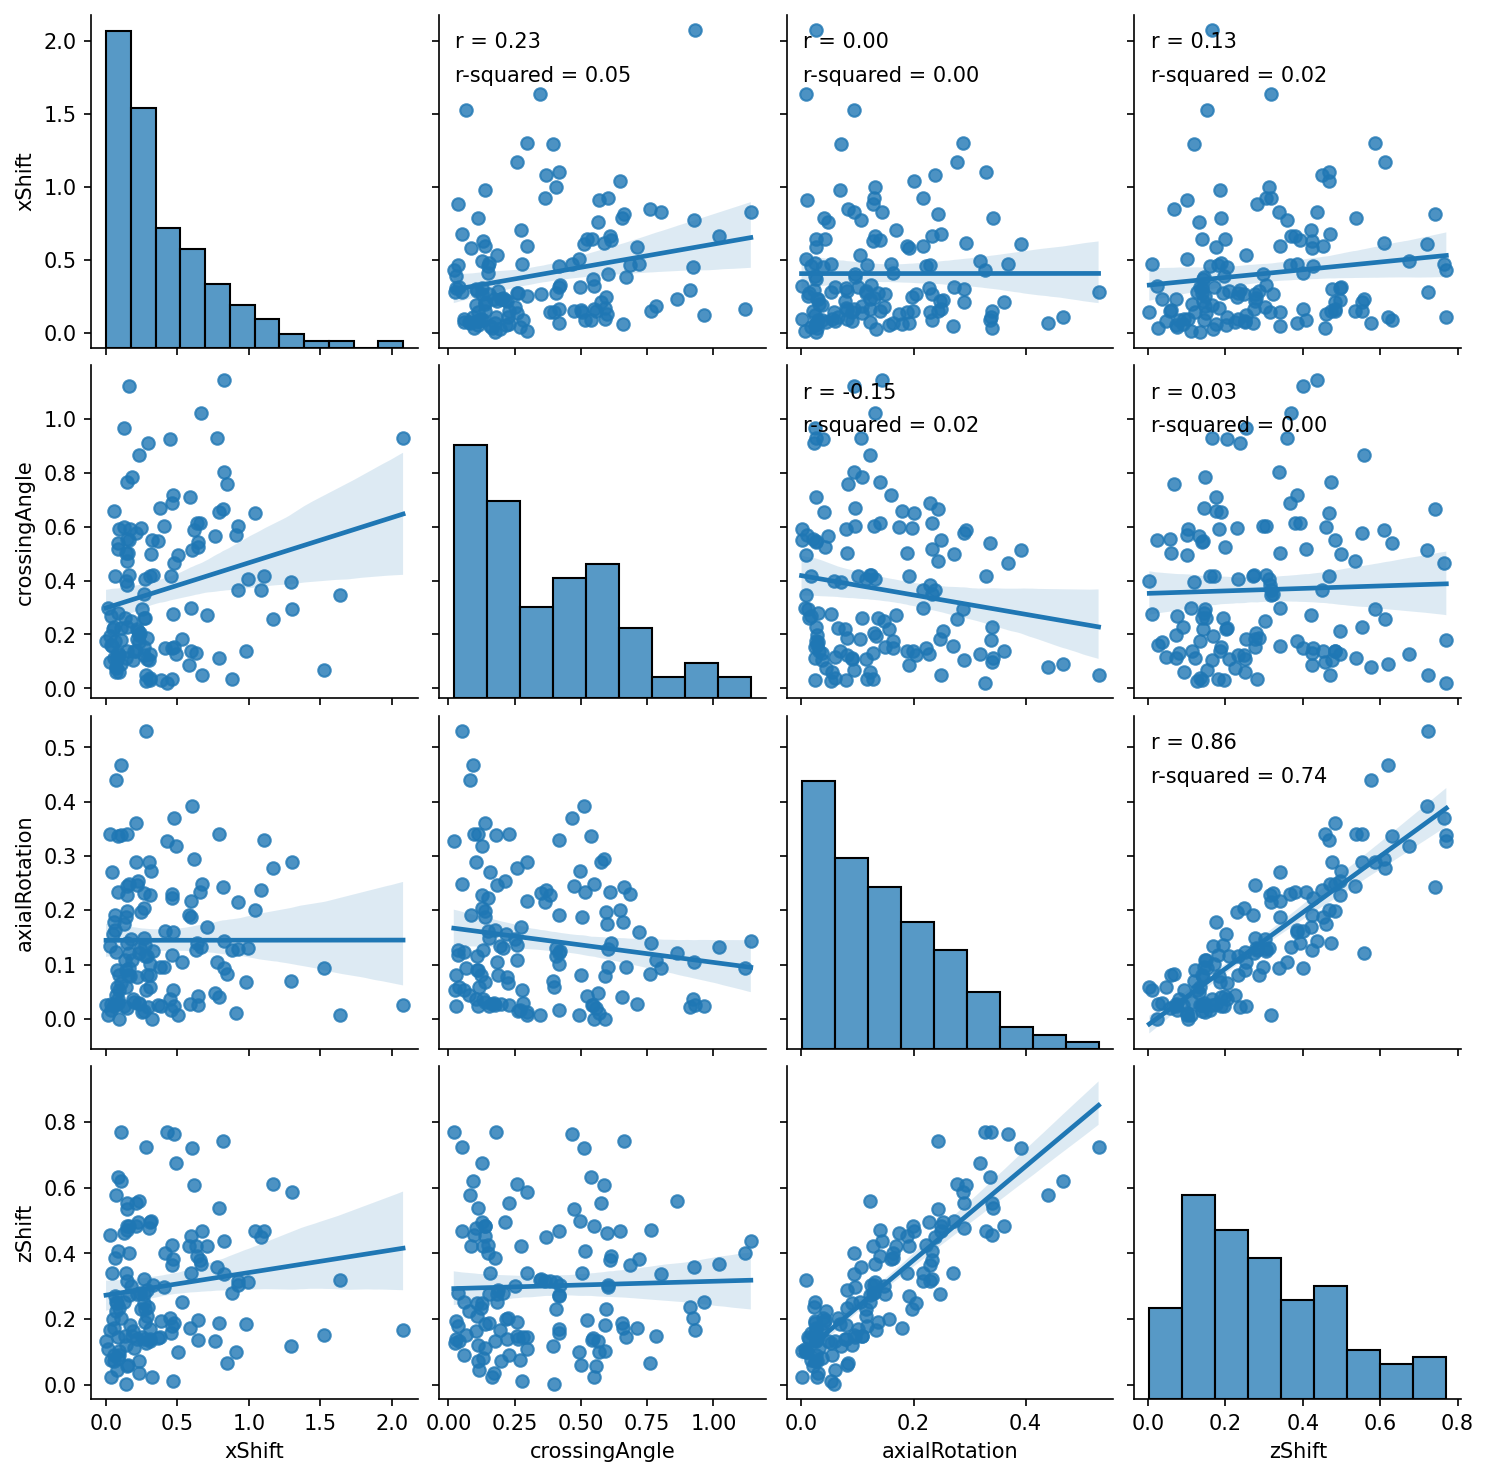 2.0
1.5
1.0
0.5
0.0
xShift
r = 0.23
r-squared = 0.05
r = 0.00
r-squared = 0.00
r = 0.13
r-squared = 0.02
1.0
0.8
0.6
0.4
0.2
0.0
crossingAngle
r = -0.15
r-squared = 0.02
r = 0.03
r-squared = 0.00
0.5
0.4
0.3
0.2
0.1
0.0
axialRotation
r = 0.86
r-squared = 0.74
0.8
0.6
0.4
0.2
0.0
zShift
0.0 0.5 1.0 1.5 2.0
xShift
0.00 0.25 0.50 0.75 1.00
crossingAngle
0.0 0.2 0.4
axialRotation
0.0 0.2 0.4 0.6 0.8
zShift